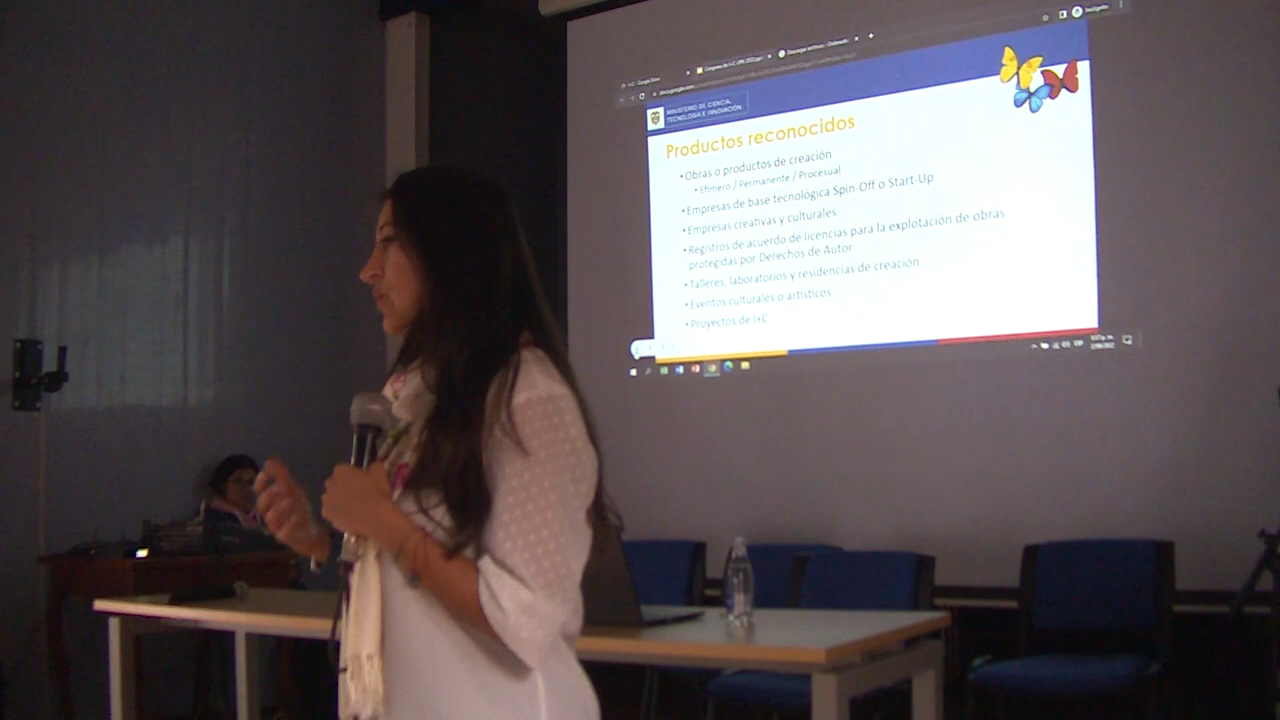 I+C - Google Drive
MINISTERIO DE CIENCIA,
TECNOLOGÍA E INNOVACIÓN
Productos reconocidos
•Obras o productos de creación
•Efímero / Permanente / Procesual
•Empresas de base tecnológica Spin-Off o Start-Up
•Empresas creativas y culturales
•Registros de acuerdo de licencias para la explotación de obras
protegidas por Derechos de Autor
•Talleres, laboratorios y residencias de creación
•Eventos culturales o artísticos
•Proyectos de I+C